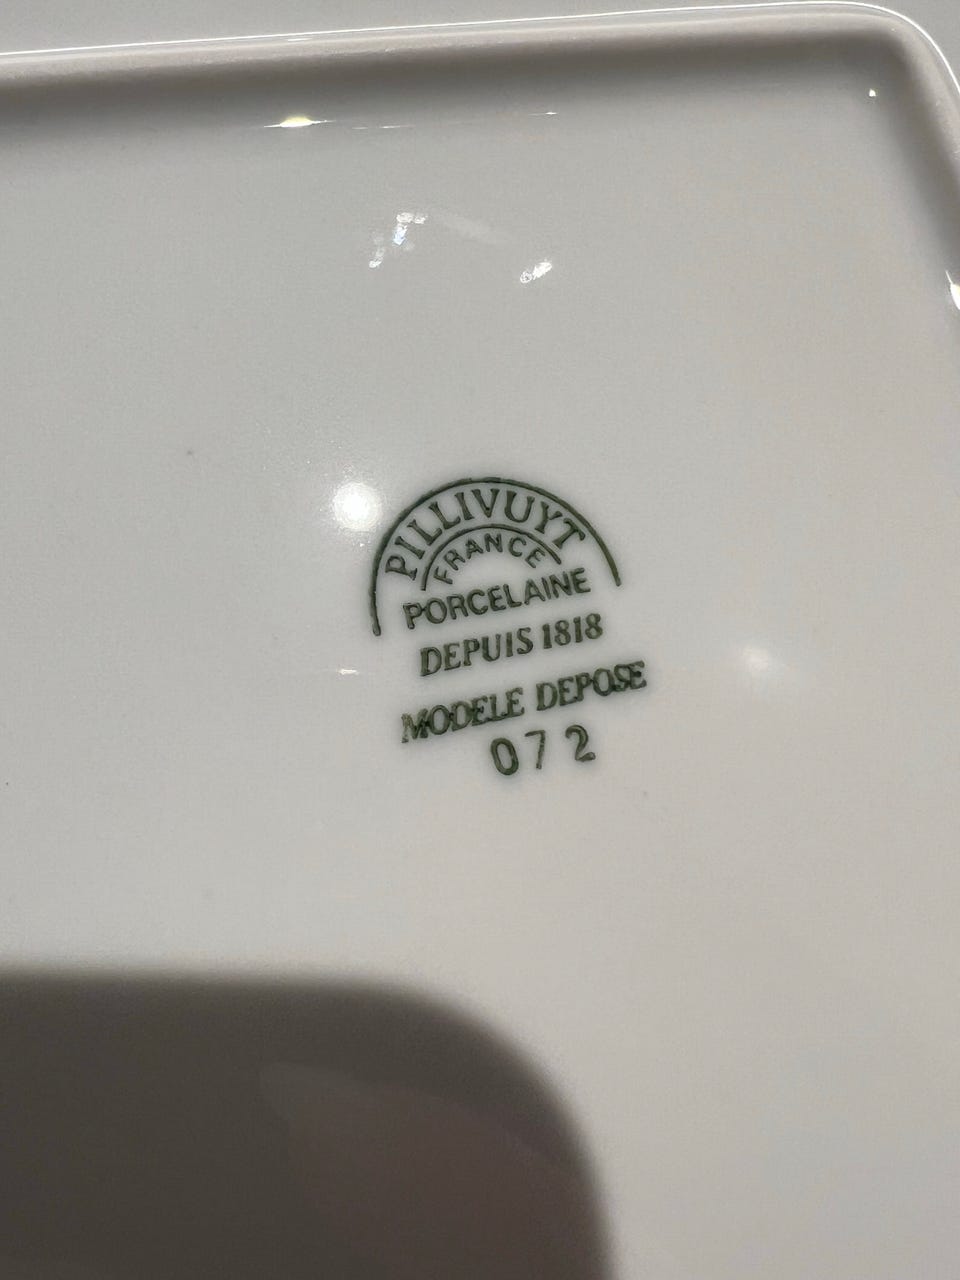 PILLIVUYT
FRANCE
PORCELAINE
DEPUIS 1818
MODELE DEPOSE
072